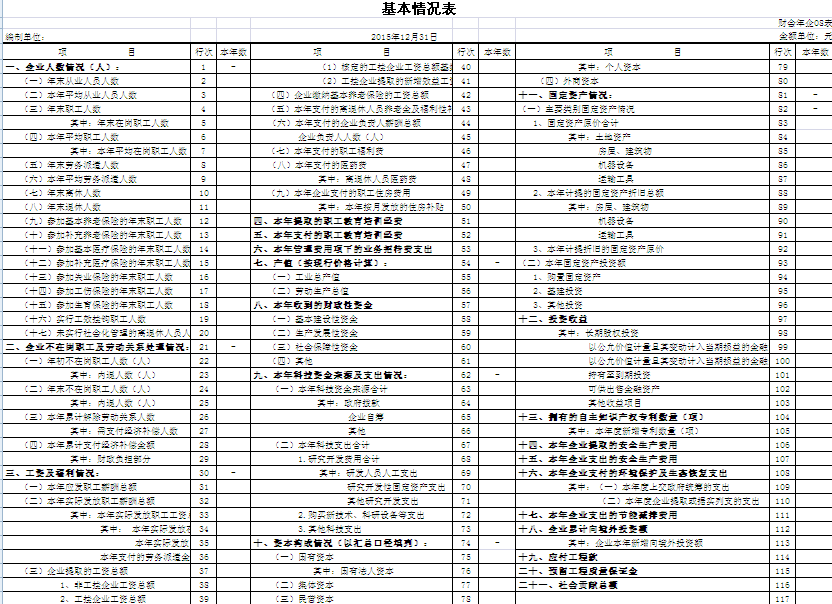 基本情况表
财会年企03表
编制单位： 2015年12月31日 金额单位：元
项 目 行次 本年数 项 目 行次 本年数 项 目 行次 本年数
一、企业人数情况（人）： 1 - （1）核定的工挂企业工资总额基 40 其中：个人资本 79
（一）年末从业人员人数 2 （2）工挂企业提取的新增效益工 41 （四）外商资本 80
（二）本年平均从业人员人数 3 （四）企业缴纳基本养老保险的工资总额 42 十一、固定资产情况： 81 -
（三）年末职工人数 4 （五）本年支付的离退休人员养老金及福利性 43 （一）主要类别固定资产情况 82 -
其中：年末在岗职工人数 5 （六）本年支付的企业负责人薪酬总额 44 1、固定资产原价合计 83
（四）本年平均职工人数 6 企业负责人人数（人） 45 其中：土地资产 84
其中：本年平均在岗职工人数 7 （七）本年支付的职工福利费 46 房屋、建筑物 85
（五）年末劳务派遣人数 8 （八）本年支付的医药费 47 机器设备 86
（六）本年平均劳务派遣人数 9 其中：离退休人员医药费 48 运输工具 87
（七）年末离休人数 10 （九）本年企业支付的职工住房费用 49 2、本年计提的固定资产折旧总额 88
（八）年末退休人数 11 其中：本年按月发放的住房补贴 50 其中：房屋、建筑物 89
（九）参加基本养老保险的年末职工人数 12 四、本年提取的职工教育培训经费 51 机器设备 90
（十）参加补充养老保险的年末职工人数 13 五、本年支付的职工教育培训经费 52 运输工具 91
（十一）参加基本医疗保险的年末职工人数 14 六、本年管理费用项下的业务招待费支出 53 3、本年计提折旧的固定资产原价 92
（十二）参加补充医疗保险的年末职工人数 15 七、产值（按现行价格计算）： 54 - （二）本年固定资产投资额 93
（十三）参加失业保险的年末职工人数 16 （一）工业总产值 55 1、购置固定资产 94
（十四）参加工伤保险的年末职工人数 17 （二）劳动生产总值 56 2、基建投资 95
（十五）参加生育保险的年末职工人数 18 八、本年收到的财政性资金 57 3、其他投资 96
（十六）实行工效挂钩职工人数 19 （一）基本建设性资金 58 十二、投资收益 97
（十七）未实行社会化管理的离退休人员人 20 （二）生产发展性资金 59 其中：长期股权投资 98
二、企业不在岗职工及劳动关系处理情况： 21 - （三）社会保障性资金 60 以公允价值计量且其变动计入当期损益的金融 99
（一）年初不在岗职工人数（人） 22 （四）其他 61 以公允价值计量且其变动计入当期损益的金融 100
其中：内退人数（人） 23 九、本年科技资金来源及支出情况： 62 - 持有至到期投资 101
（二）年末不在岗职工人数（人） 24 （一）本年科技资金来源合计 63 可供出售金融资产 102
其中：内退人数（人） 25 其中：政府拨款 64 其他收益项目 103
（三）本年累计解除劳动关系人数 26 企业自筹 65 十三、拥有的自主知识产权专利数量（项） 104
其中：需支付经济补偿人数 27 其他 66 其中：本年度新增专利数量（项） 105
（四）本年累计支付经济补偿金额 28 （二）本年科技支出合计 67 十四、本年企业提取的安全生产费用 106
其中：财政负担部分 29 1.研究开发费用合计 68 十五、本年企业支出的安全生产费用 107
三、工资及福利情况： 30 - 其中：研发人员人工支出 69 十六、本年企业支付的环境保护及生态恢复支出 108
（一）本年应发职工薪酬总额 31 研究开发性固定资产支出 70 其中：（一）本年度上交政府统筹的支出 109
（二）本年实际发放职工薪酬总额 32 其他研究开发支出 71 （二）本年度企业提取或据实列支的支出 110
其中：本年实际发放职工工资 33 2.购买新技术、科研设备等支出 72 十七、本年企业支出的节能减排费用 111
其中： 本年实际发放 34 3.其他科技支出 73 十八、企业累计向境外投资额 112
本年实际发放 35 十、资本构成情况（以汇总口径填列）： 74 - 其中：企业本年新增向境外投资额 113
本年支付的劳务派遣金 36 （一）国有资本 75 十九、应付工程款 114
（三）企业提取的工资总额 37 其中：国有法人资本 76 二十、预留工程质量保证金 115
1、非工挂企业工资总额 38 （二）集体资本 77 二十一、社会贡献总额 116
2、工挂企业工资总额 39 （三）民营资本 78 117